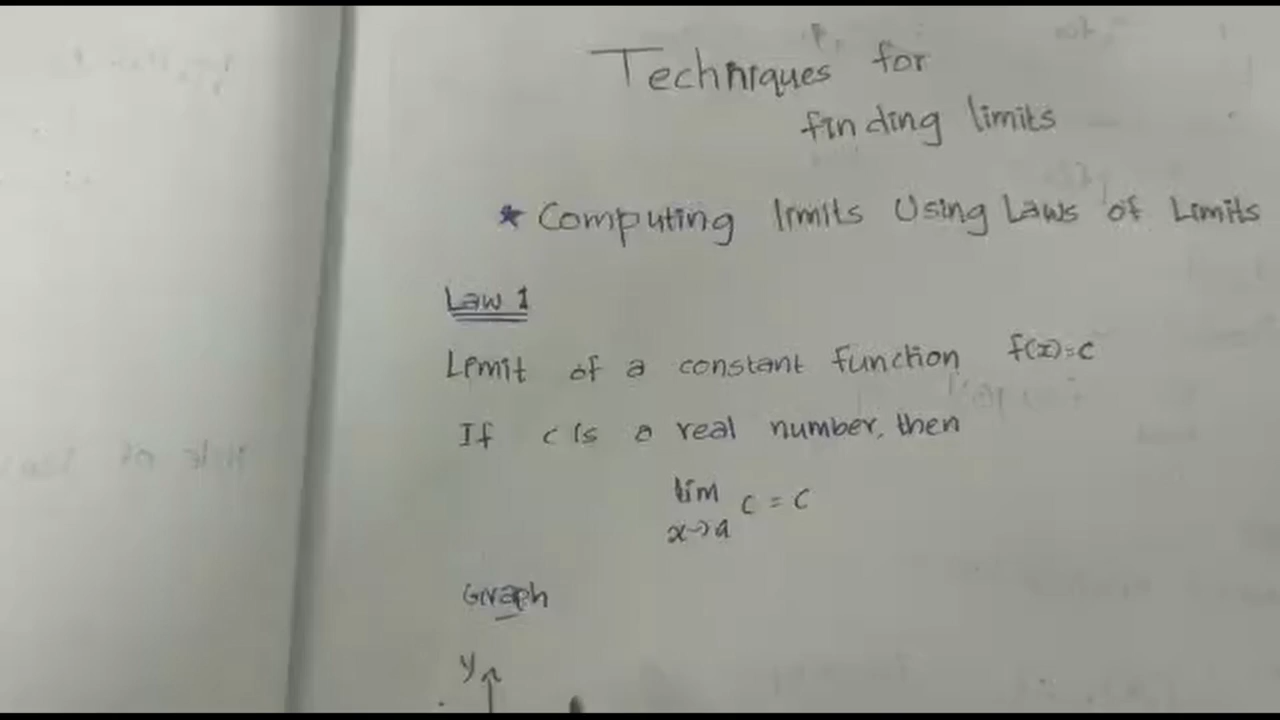 Techniques for
finding limits
* Computing limits Using Laws of Limits
Law 1
Limit of a constant function f(x)=c
If c is a real number, then
lim c = c
x→a
Graph
y